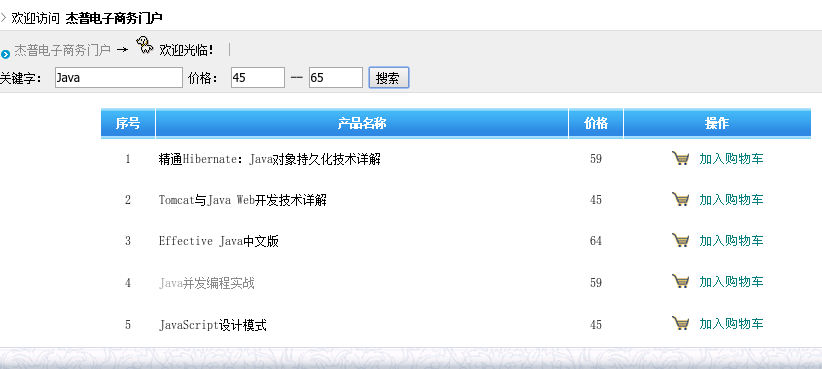 欢迎访问 杰普电子商务门户
杰普电子商务门户 → 欢迎光临!
关键字: Java 价格: 45 -- 65 搜索
序号 产品名称 价格 操作
1 精通Hibernate: Java对象持久化技术详解 59 加入购物车
2 Tomcat与Java Web开发技术详解 45 加入购物车
3 Effective Java中文版 64 加入购物车
4 Java并发编程实战 59 加入购物车
5 JavaScript设计模式 45 加入购物车